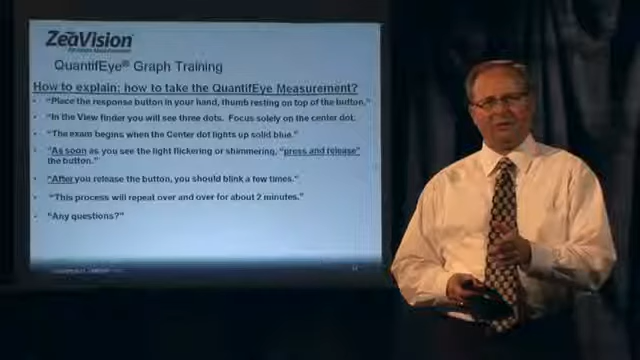 ZeaVision
QuantifEye® Graph Training
How to explain: how to take the QuantifEye Measurement?
• "Place the response button in your hand, thumb resting on top of the button."
• "In the View finder you will see three dots. Focus solely on the center dot.
• "The exam begins when the Center dot lights up solid blue."
• "As soon as you see the light flickering or shimmering, "press and release"
the button."
• "After you release the button, you should blink a few times."
• "This process will repeat over and over for about 2 minutes."
• "Any questions?"